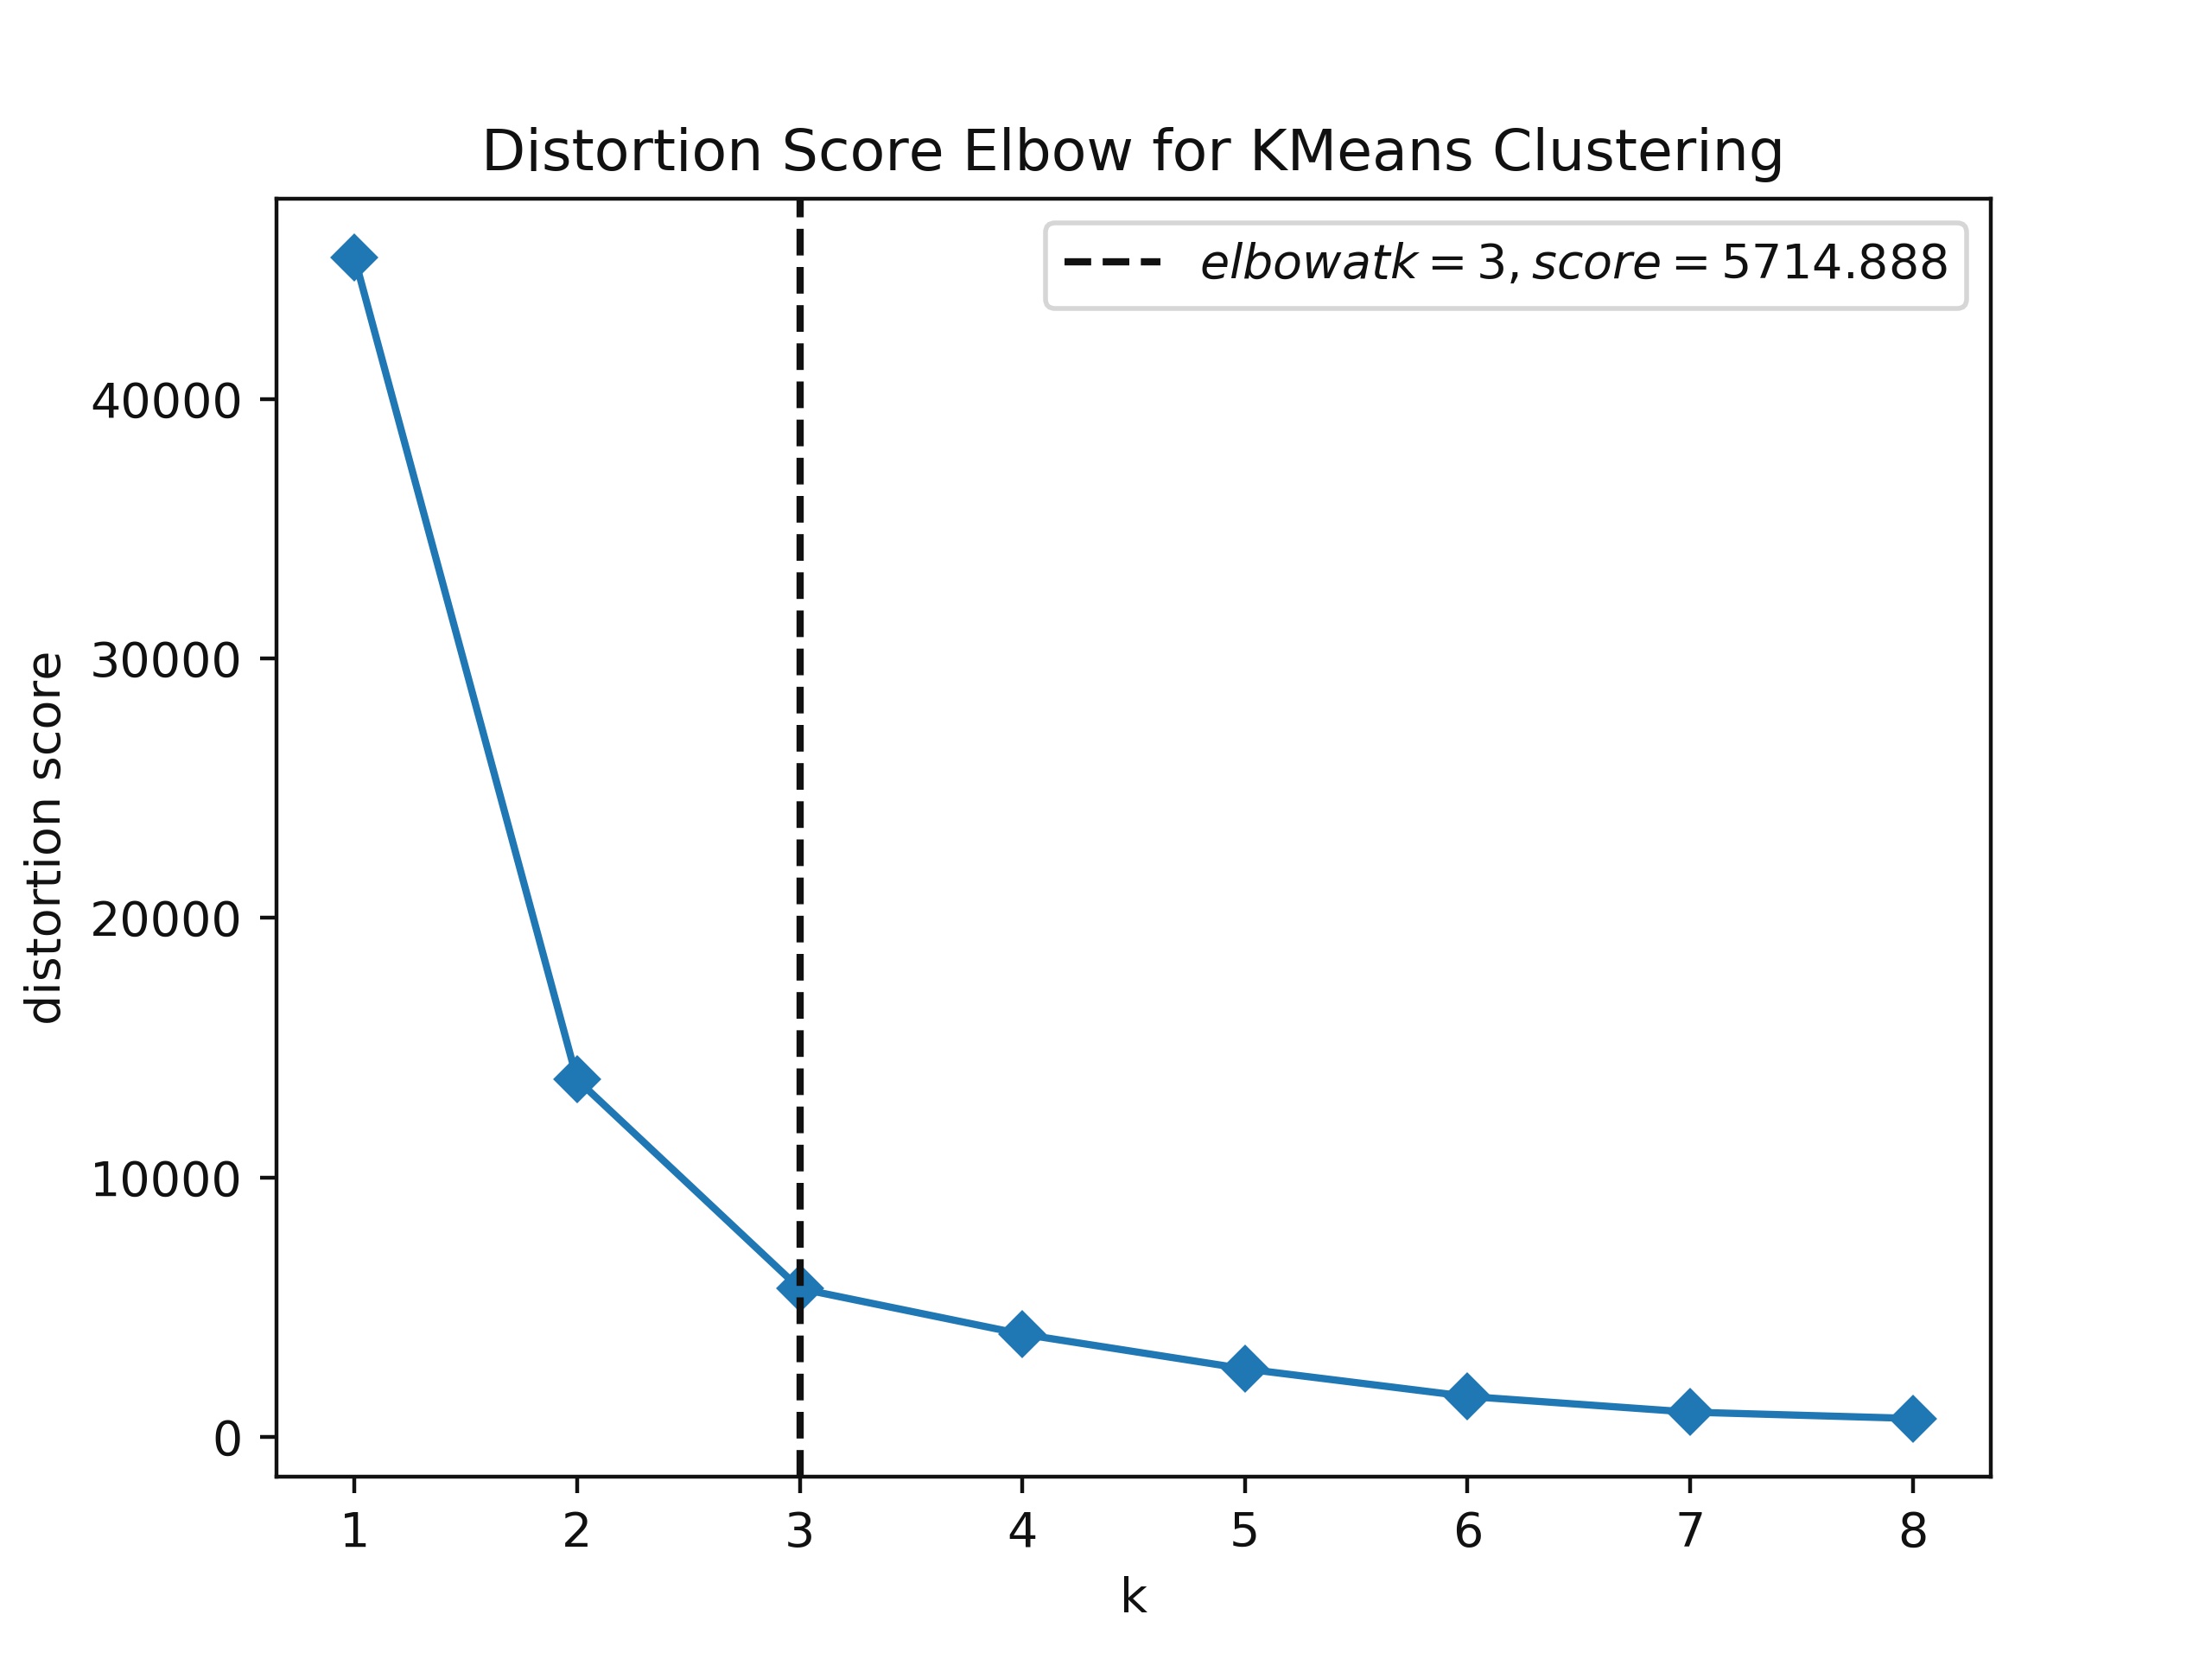 Distortion Score Elbow for KMeans Clustering
elbowatk = 3, score = 5714.888
40000
30000
20000
10000
0
distortion score
1 2 3 4 5 6 7 8
k